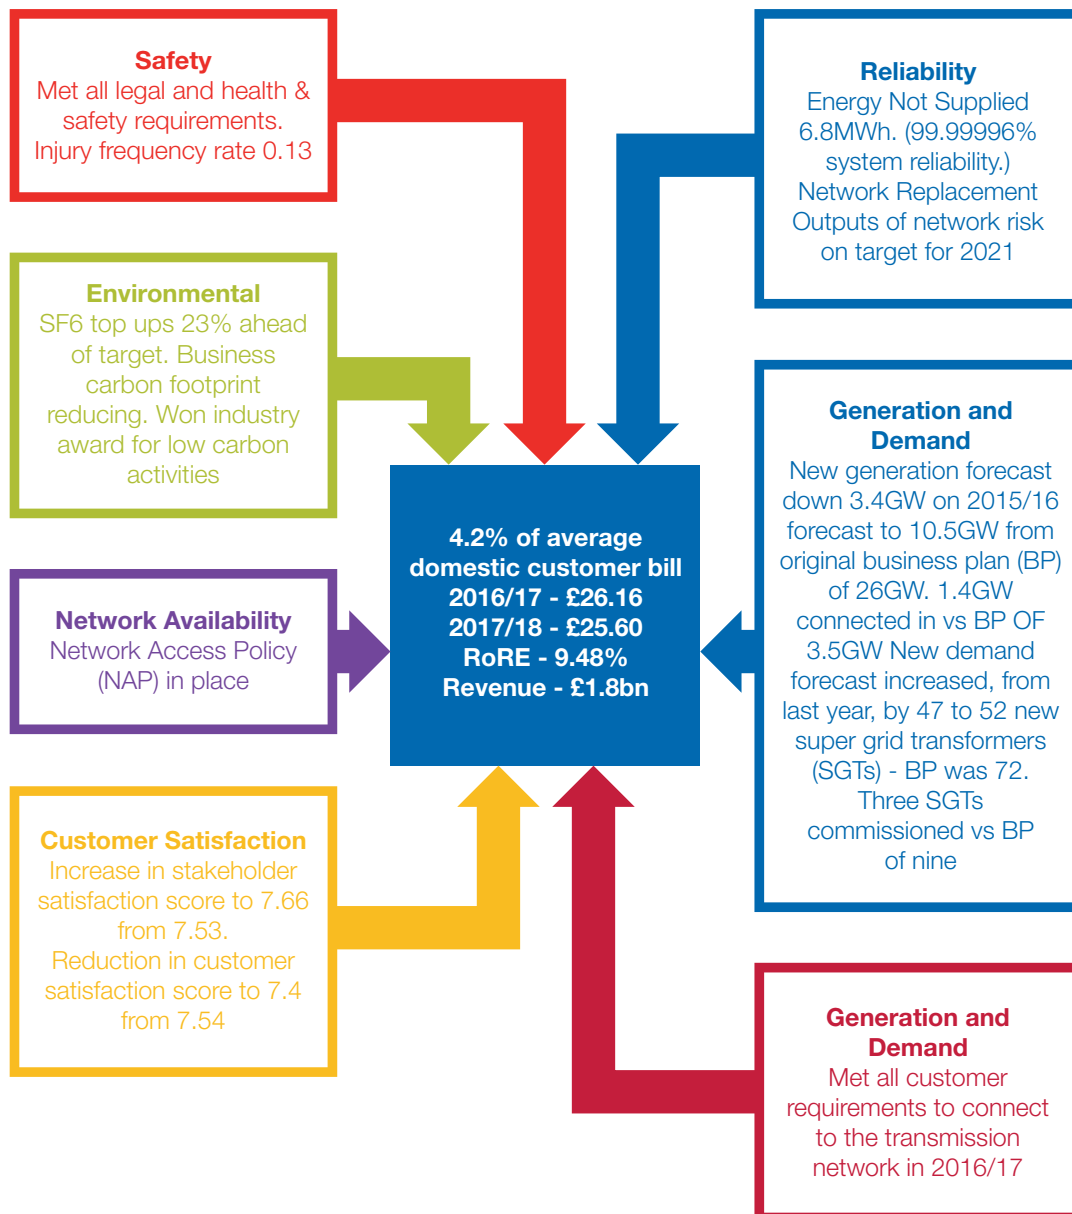 Safety
Met all legal and health &
safety requirements.
Injury frequency rate 0.13
Environmental
SF6 top ups 23% ahead
of target. Business
carbon footprint
reducing. Won industry
award for low carbon
activities
Network Availability
Network Access Policy
(NAP) in place
Customer Satisfaction
Increase in stakeholder
satisfaction score to 7.66
from 7.53.
Reduction in customer
satisfaction score to 7.4
from 7.54
4.2% of average
domestic customer bill
2016/17 - £26.16
2017/18 - £25.60
RoRE - 9.48%
Revenue - £1.8bn
Reliability
Energy Not Supplied
6.8MWh. (99.99996%
system reliability.)
Network Replacement
Outputs of network risk
on target for 2021
Generation and
Demand
New generation forecast
down 3.4GW on 2015/16
forecast to 10.5GW from
original business plan (BP)
of 26GW. 1.4GW
connected in vs BP OF
3.5GW New demand
forecast increased, from
last year, by 47 to 52 new
super grid transformers
(SGTs) - BP was 72.
Three SGTs
commissioned vs BP
of nine
Generation and
Demand
Met all customer
requirements to connect
to the transmission
network in 2016/17